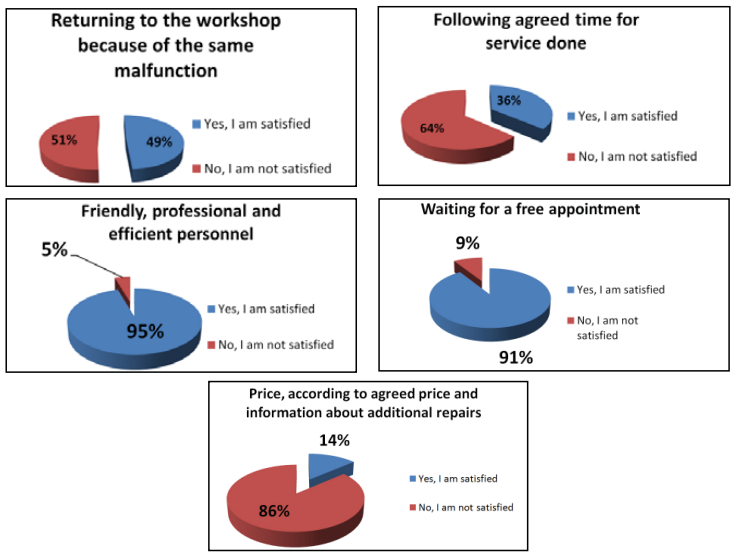 Returning to the workshop
because of the same
malfunction
51%
49%
Yes, I am satisfied
No, I am not satisfied
Following agreed time for
service done
36%
64%
Yes, I am satisfied
No, I am not satisfied
Friendly, professional and
efficient personnel
5%
95%
Yes, I am satisfied
No, I am not satisfied
Waiting for a free appointment
9%
91%
Yes, I am satisfied
No, I am not
satisfied
Price, according to agreed price and
information about additional repairs
14%
86%
Yes, I am satisfied
No, I am not satisfied